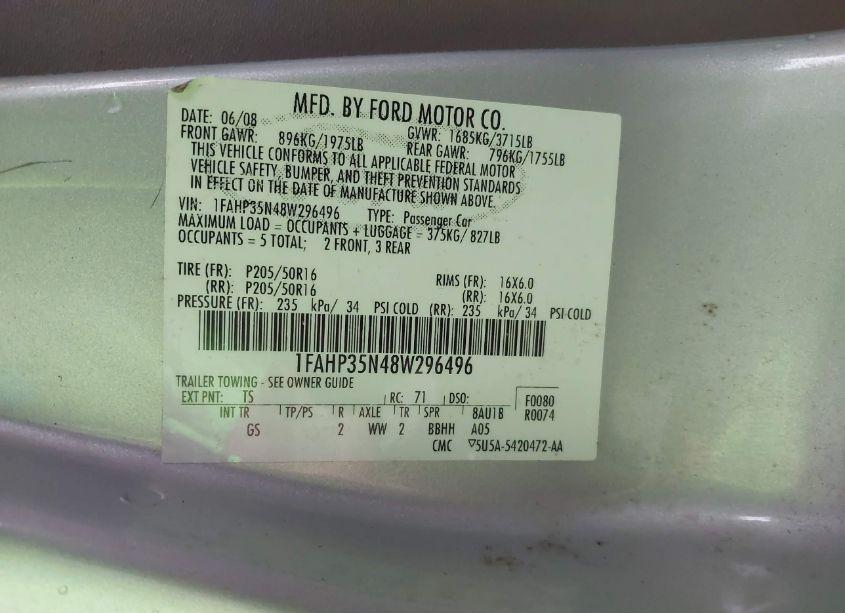 MFD. BY FORD MOTOR CO.
DATE: 06/08 GVWR: 1685KG/3715LB
FRONT GAWR: 896KG/1975LB REAR GAWR: 796KG/1755LB
THIS VEHICLE CONFORMS TO ALL APPLICABLE FEDERAL MOTOR
VEHICLE SAFETY, BUMPER, AND THEFT PREVENTION STANDARDS
IN EFFECT ON THE DATE OF MANUFACTURE SHOWN ABOVE.
VIN: 1FAHP35N48W296496 TYPE: Passenger Car
MAXIMUM LOAD = OCCUPANTS + LUGGAGE = 375KG/ 827LB
OCCUPANTS = 5 TOTAL; 2 FRONT, 3 REAR
TIRE (FR): P205/50R16 RIMS (FR): 16X6.0
(RR): P205/50R16 (RR): 16X6.0
PRESSURE (FR): 235 kPa/ 34 PSI COLD (RR): 235 kPa/ 34 PSI COLD
1FAHP35N48W296496
TRAILER TOWING - SEE OWNER GUIDE
EXT PNT: TS RC: 71 DSO: F0080
INT TR TP/PS R AXLE TR SPR 8AU1B R0074
GS 2 WW 2 BBHH A05
CMC ▽5U5A-5420472-AA